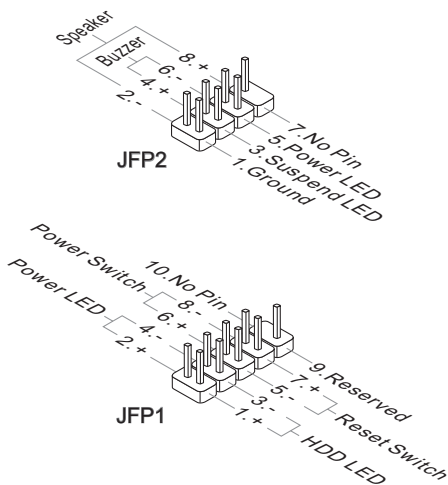 Speaker
Buzzer
8.+
6.-
4.+
2.-
7.No Pin
5.Power LED
3.Suspend LED
1.Ground
JFP2
Power Switch
Power LED
10.No Pin
8.-
6.+
4.-
2.+
9.Reserved
7.+
5.-
Reset Switch
3.-
1.+
HDD LED
JFP1